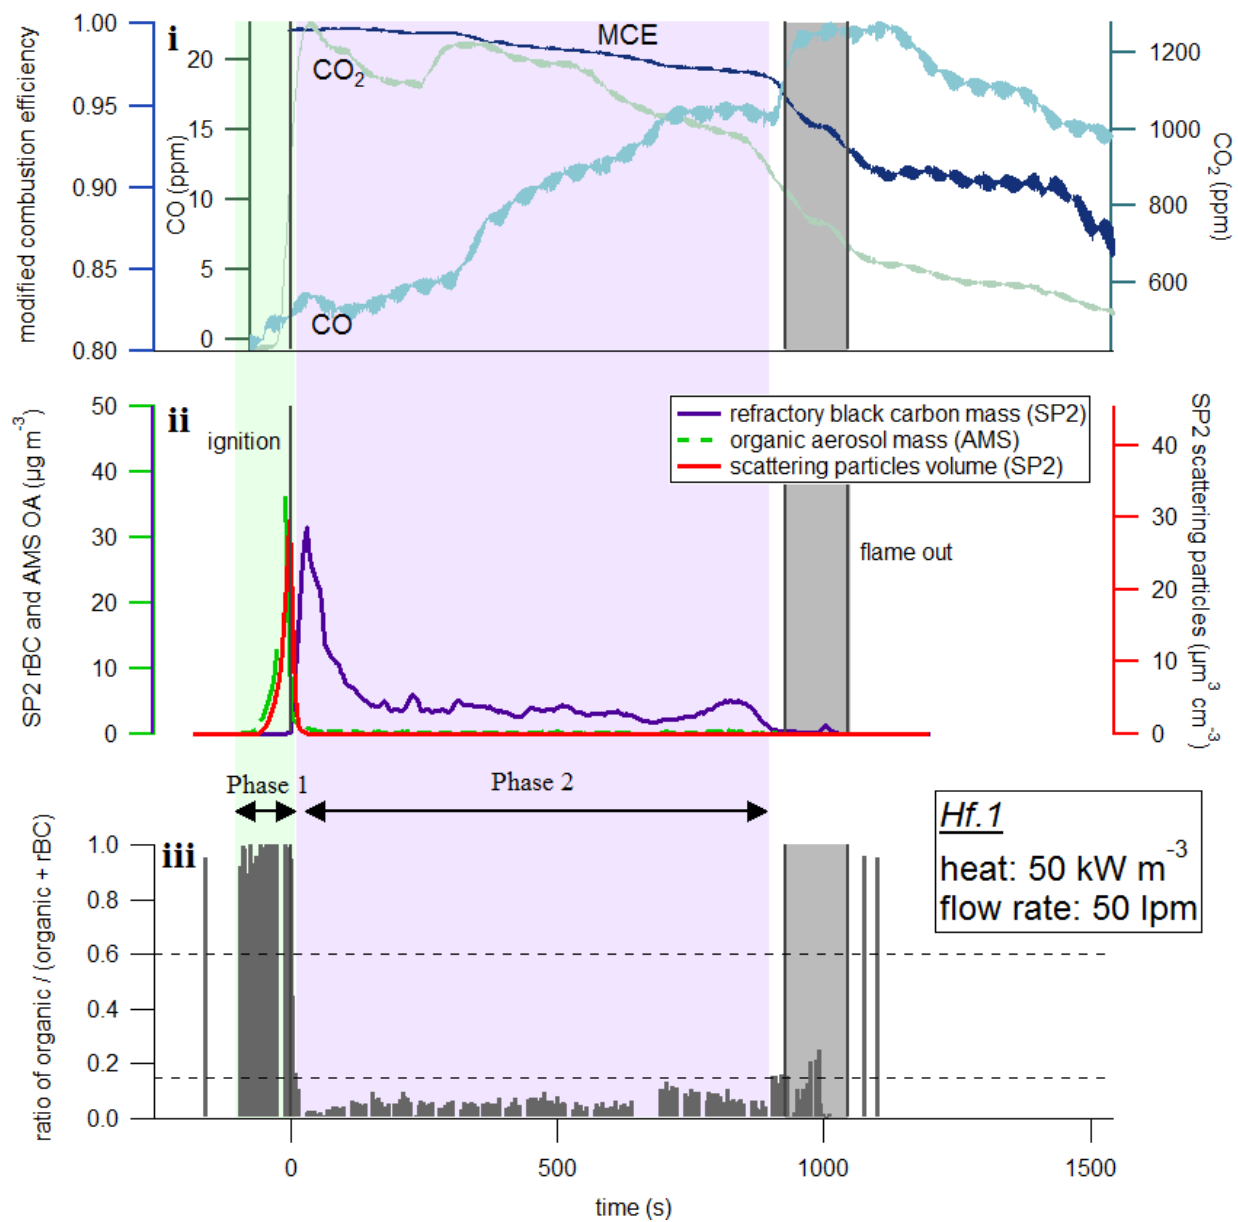 i
MCE
CO₂
CO
modified combustion efficiency
1.00
0.95
0.90
0.85
0.80
CO (ppm)
20
15
10
5
0
CO₂ (ppm)
1200
1000
800
600
ii
ignition
flame out
refractory black carbon mass (SP2)
organic aerosol mass (AMS)
scattering particles volume (SP2)
SP2 rBC and AMS OA (µg m⁻³)
50
40
30
20
10
0
SP2 scattering
particles (µm³ cm⁻³)
40
30
20
10
0
Phase 1
Phase 2
iii
ratio of organic / (organic + rBC)
1.0
0.8
0.6
0.4
0.2
0.0
Hf.1
heat: 50 kW m⁻³
flow rate: 50 lpm
0
500
1000
1500
time (s)